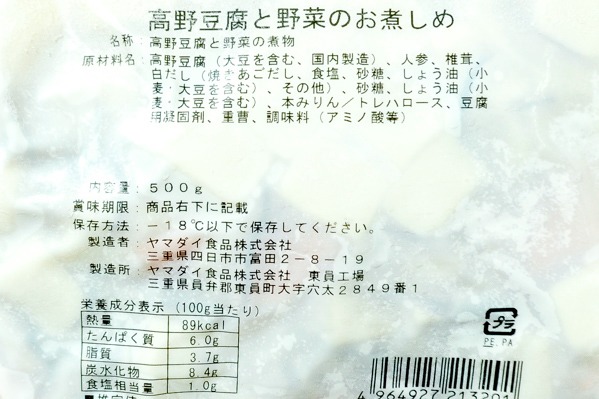 高野豆腐と野菜のお煮しめ
名称：高野豆腐と野菜の煮物
原材料名：高野豆腐（大豆を含む、国内製造）、人参、椎茸、
白だし（焼きあごだし、食塩、砂糖、しょう油（小
麦・大豆を含む）、その他）、砂糖、しょう油（小
麦・大豆を含む）、本みりん／トレハロース、豆腐
用凝固剤、重曹、調味料（アミノ酸等）
内容量：500g
賞味期限：商品右下に記載
保存方法：－18℃以下で保存してください。
製造者：ヤマダイ食品株式会社
三重県四日市市富田2－8－19
製造所：ヤマダイ食品株式会社　東員工場
三重県員弁郡東員町大字穴太2849番1
栄養成分表示（100g当たり）
熱量 89kcal
たんぱく質 6.0g
脂質 3.7g
炭水化物 8.4g
食塩相当量 1.0g
プラ
PE,PA
4964927213201